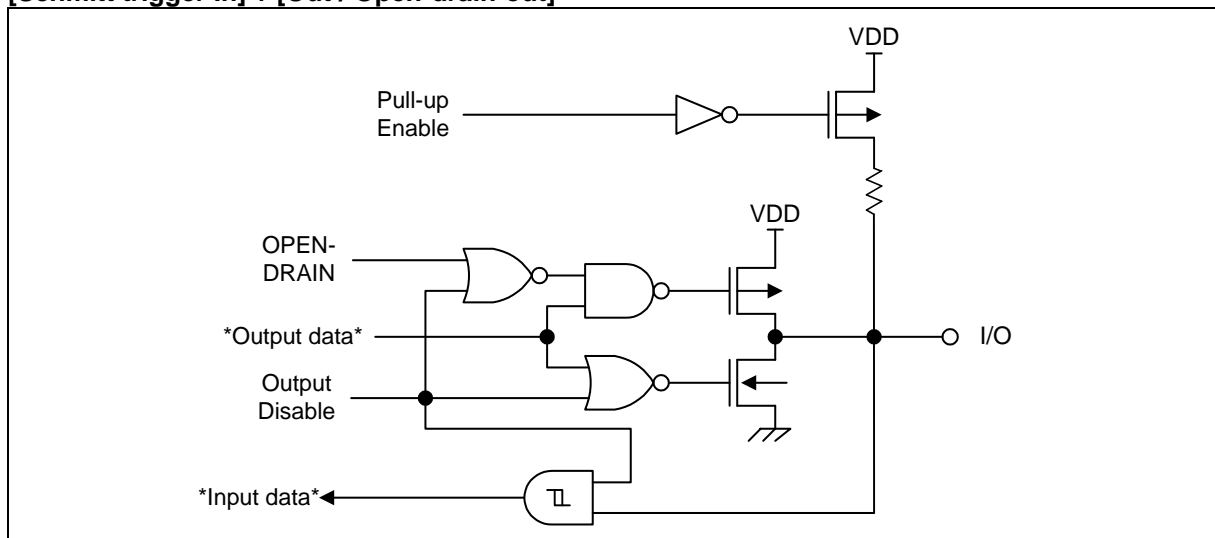 VDD
Pull-up
Enable
VDD
OPEN-
DRAIN
*Output data*
I/O
Output
Disable
*Input data*